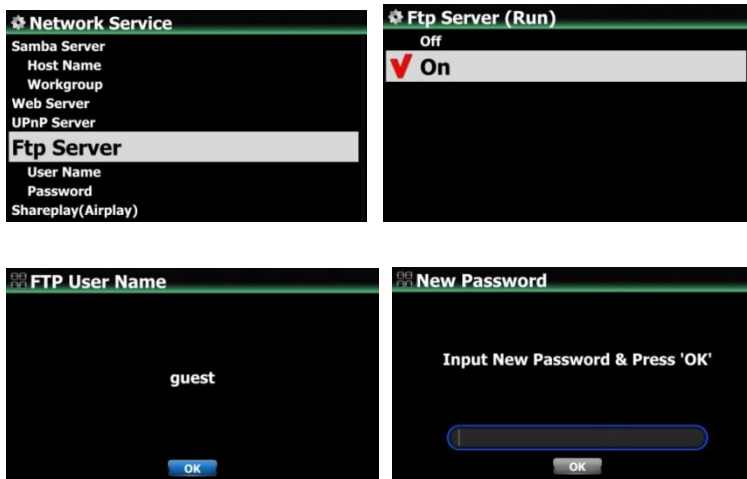 Network Service
Samba Server
Host Name
Workgroup
Web Server
UPnP Server
Ftp Server
User Name
Password
Shareplay(Airplay)
Ftp Server (Run)
Off
On
FTP User Name
guest
OK
New Password
Input New Password & Press 'OK'
OK